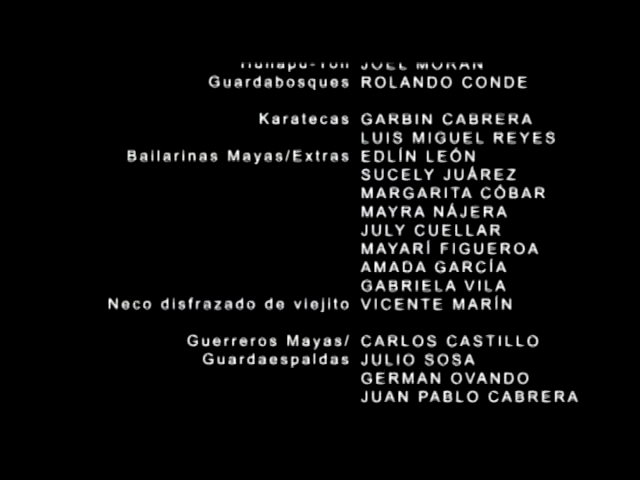 JOEL MORAN
Guardabosques ROLANDO CONDE
Karatecas GARBIN CABRERA
LUIS MIGUEL REYES
Bailarinas Mayas/Extras EDLÍN LEÓN
SUCELY JUÁREZ
MARGARITA CÓBAR
MAYRA NÁJERA
JULY CUELLAR
MAYARÍ FIGUEROA
AMADA GARCÍA
GABRIELA VILA
Neco disfrazado de viejito VICENTE MARÍN
Guerreros Mayas/ CARLOS CASTILLO
Guardaespaldas JULIO SOSA
GERMAN OVANDO
JUAN PABLO CABRERA